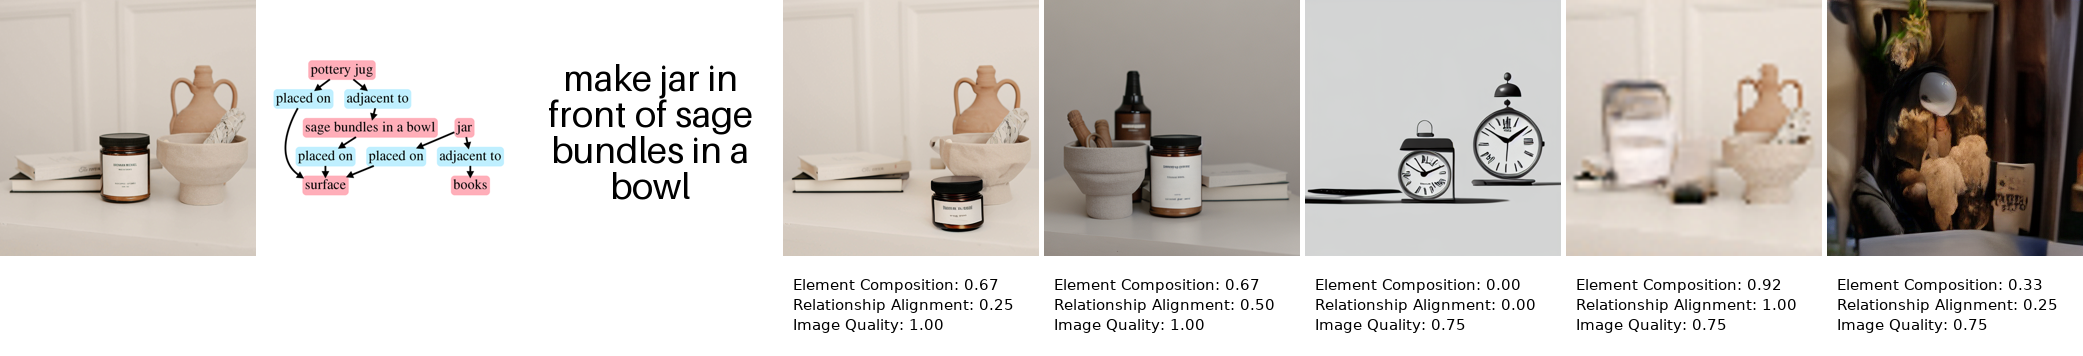 pottery jug
placed on
adjacent to
sage bundles in a bowl
jar
placed on
placed on
adjacent to
surface
books
make jar in
front of sage
bundles in a
bowl
Element Composition: 0.67
Relationship Alignment: 0.25
Image Quality: 1.00
Element Composition: 0.67
Relationship Alignment: 0.50
Image Quality: 1.00
Element Composition: 0.00
Relationship Alignment: 0.00
Image Quality: 0.75
Element Composition: 0.92
Relationship Alignment: 1.00
Image Quality: 0.75
Element Composition: 0.33
Relationship Alignment: 0.25
Image Quality: 0.75